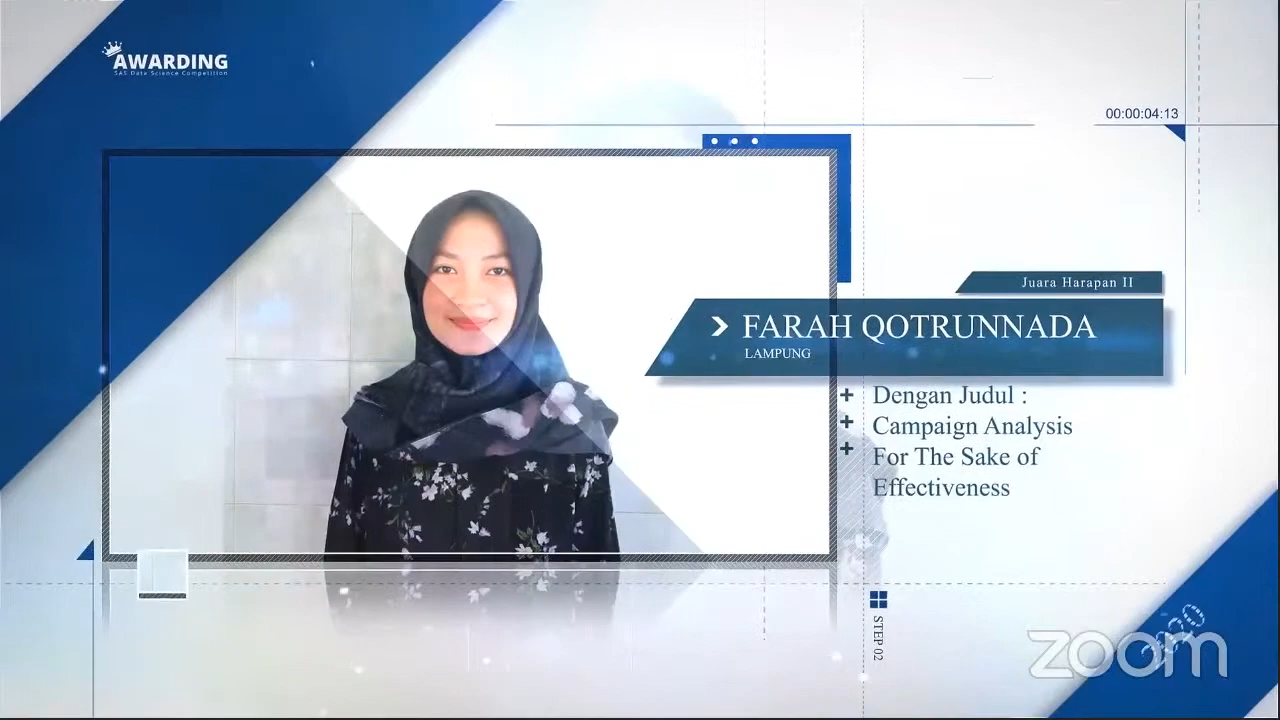 AWARDING
SAS Data Science Competition
00:00:04:13
Juara Harapan II
FARAH QOTRUNNADA
LAMPUNG
Dengan Judul :
Campaign Analysis
For The Sake of
Effectiveness
STEP 02
zoom